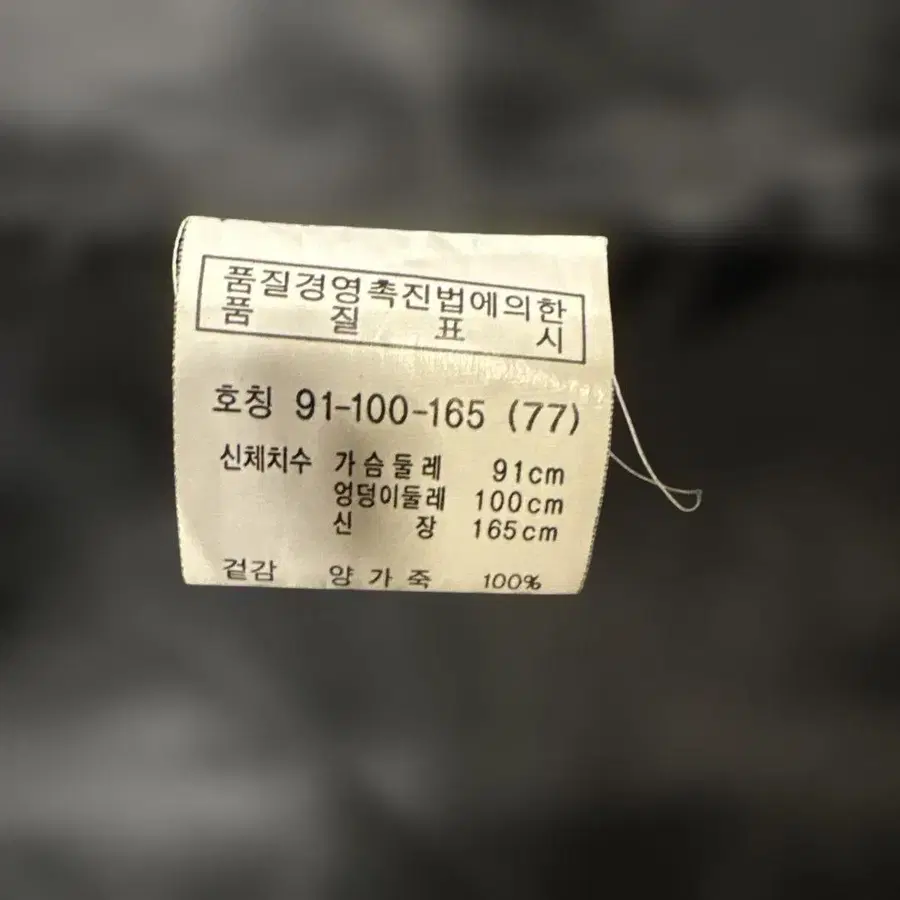 품질경영촉진법에의한
품 질 표 시
호칭 91-100-165 (77)
신체치수 가슴둘레 91cm
엉덩이둘레 100cm
신 장 165cm
겉감 양가죽 100%